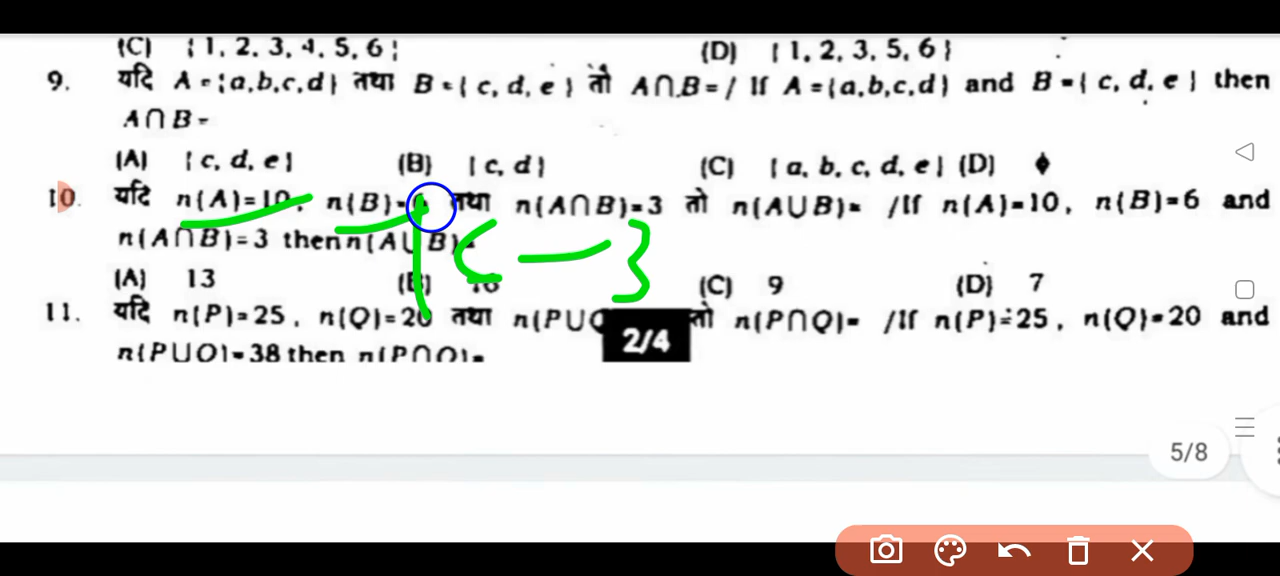 (C) { 1, 2, 3, 4, 5, 6 } (D) { 1, 2, 3, 5, 6 }
9. यदि A = {a,b,c,d} तथा B = { c, d, e } तो A∩B = / If A = {a,b,c,d} and B = { c, d, e } then
A∩B =
(A) { c, d, e } (B) { c, d } (C) { a, b, c, d, e } (D) ♦
10. यदि n(A)=10, n(B)= तथा n(A∩B)=3 तो n(A∪B)= /If n(A)=10, n(B)=6 and
n(A∩B)=3 then n(A∪B)=
(A) 13 (B) 16 (C) 9 (D) 7
11. यदि n(P)=25, n(Q)=20 तथा n(P∪Q तो n(P∩Q)= /If n(P)=25, n(Q)=20 and
n(P∪Q)=38 then n(P∩Q)=
2/4
5/8